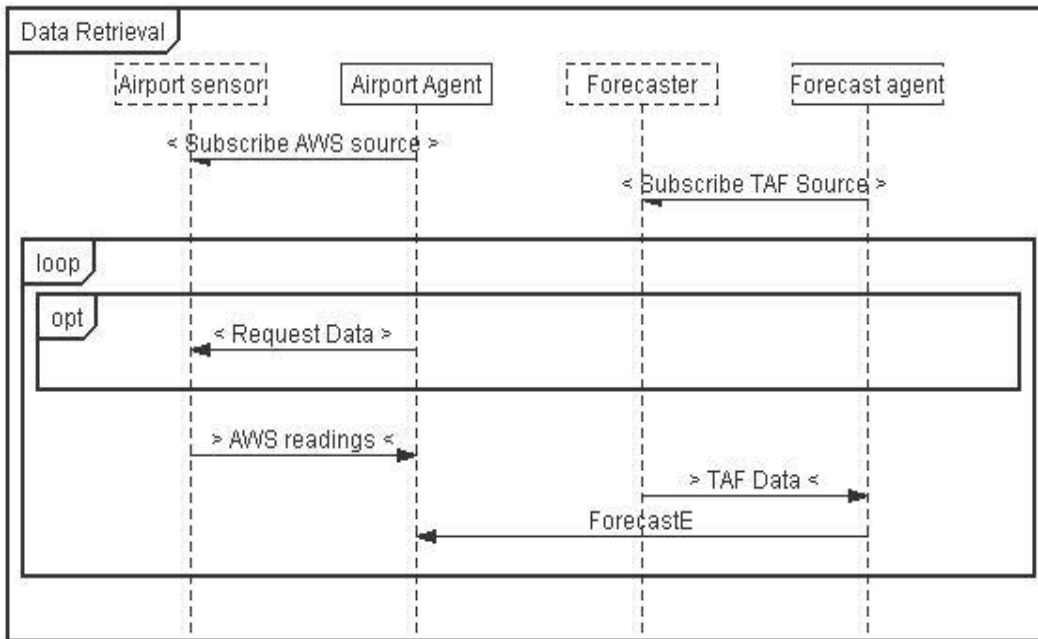 Data Retrieval
Airport sensor
Airport Agent
Forecaster
Forecast agent
< Subscribe AWS source >
< Subscribe TAF Source >
loop
opt
< Request Data >
> AWS readings <
> TAF Data <
ForecastE